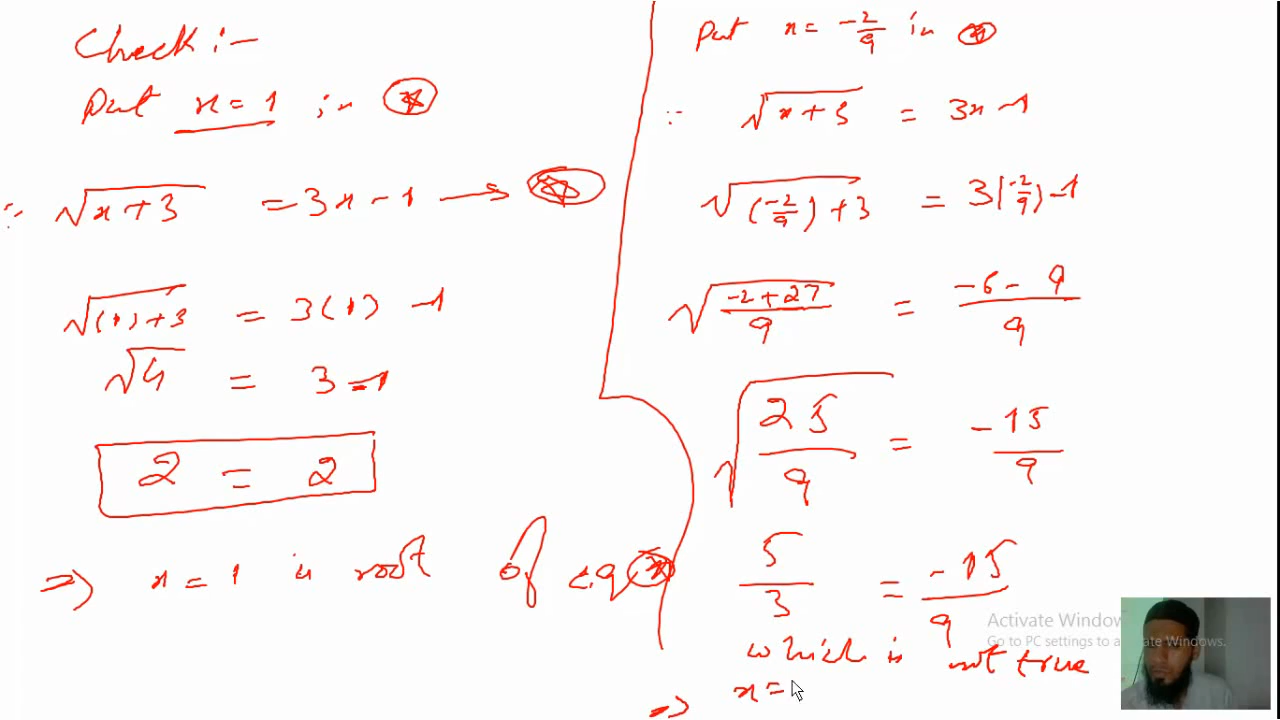 Check :-
Put x = 1 in ⊛
∵ √(x + 3) = 3x - 1 → ⊛
√((1) + 3) = 3(1) - 1
√4 = 3 - 1
2 = 2
⇒ x = 1 is root of eq ⊛
Put x = -2/9 in ⊛
∵ √(x + 3) = 3x - 1
√((-2/9) + 3) = 3(-2/9) - 1
√((-2 + 27)/9) = (-6 - 9)/9
√(25/9) = -15/9
5/3 = -15/9
which is not true
⇒ x =
Activate Windows
Go to PC settings to activate Windows.